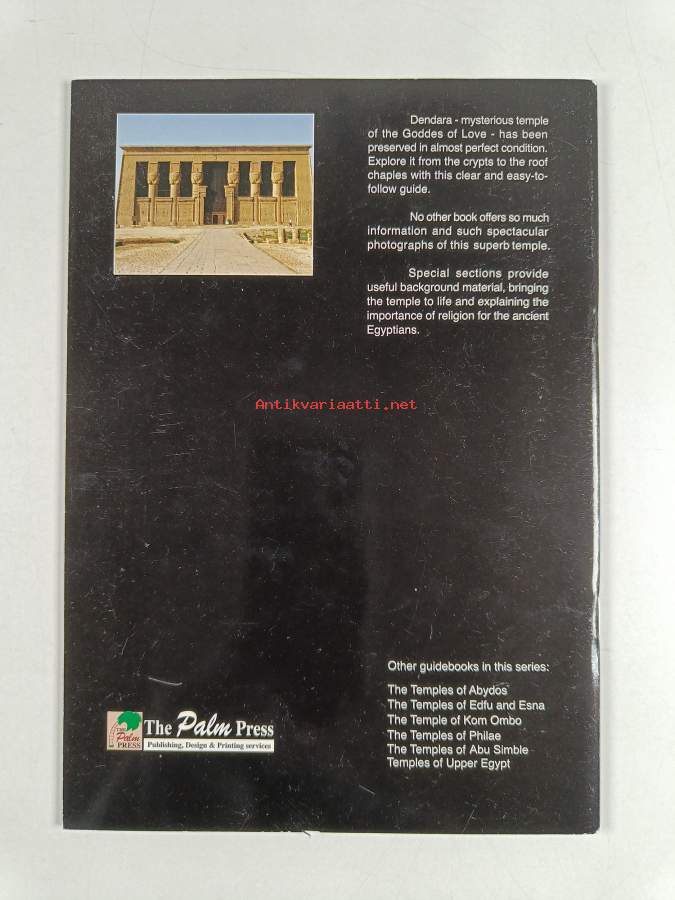 Dendara - mysterious temple
of the Goddes of Love - has been
preserved in almost perfect condition.
Explore it from the crypts to the roof
chaples with this clear and easy-to-
follow guide.
No other book offers so much
information and such spectacular
photographs of this superb temple.
Special sections provide
useful background material, bringing
the temple to life and explaining the
importance of religion for the ancient
Egyptians.
Antikvariaatti.net
Other guidebooks in this series:
The Temples of Abydos
The Temples of Edfu and Esna
The Temple of Kom Ombo
The Temples of Philae
The Temples of Abu Simble
Temples of Upper Egypt
THE
Palm
PRESS
The Palm Press
Publishing, Design & Printing services